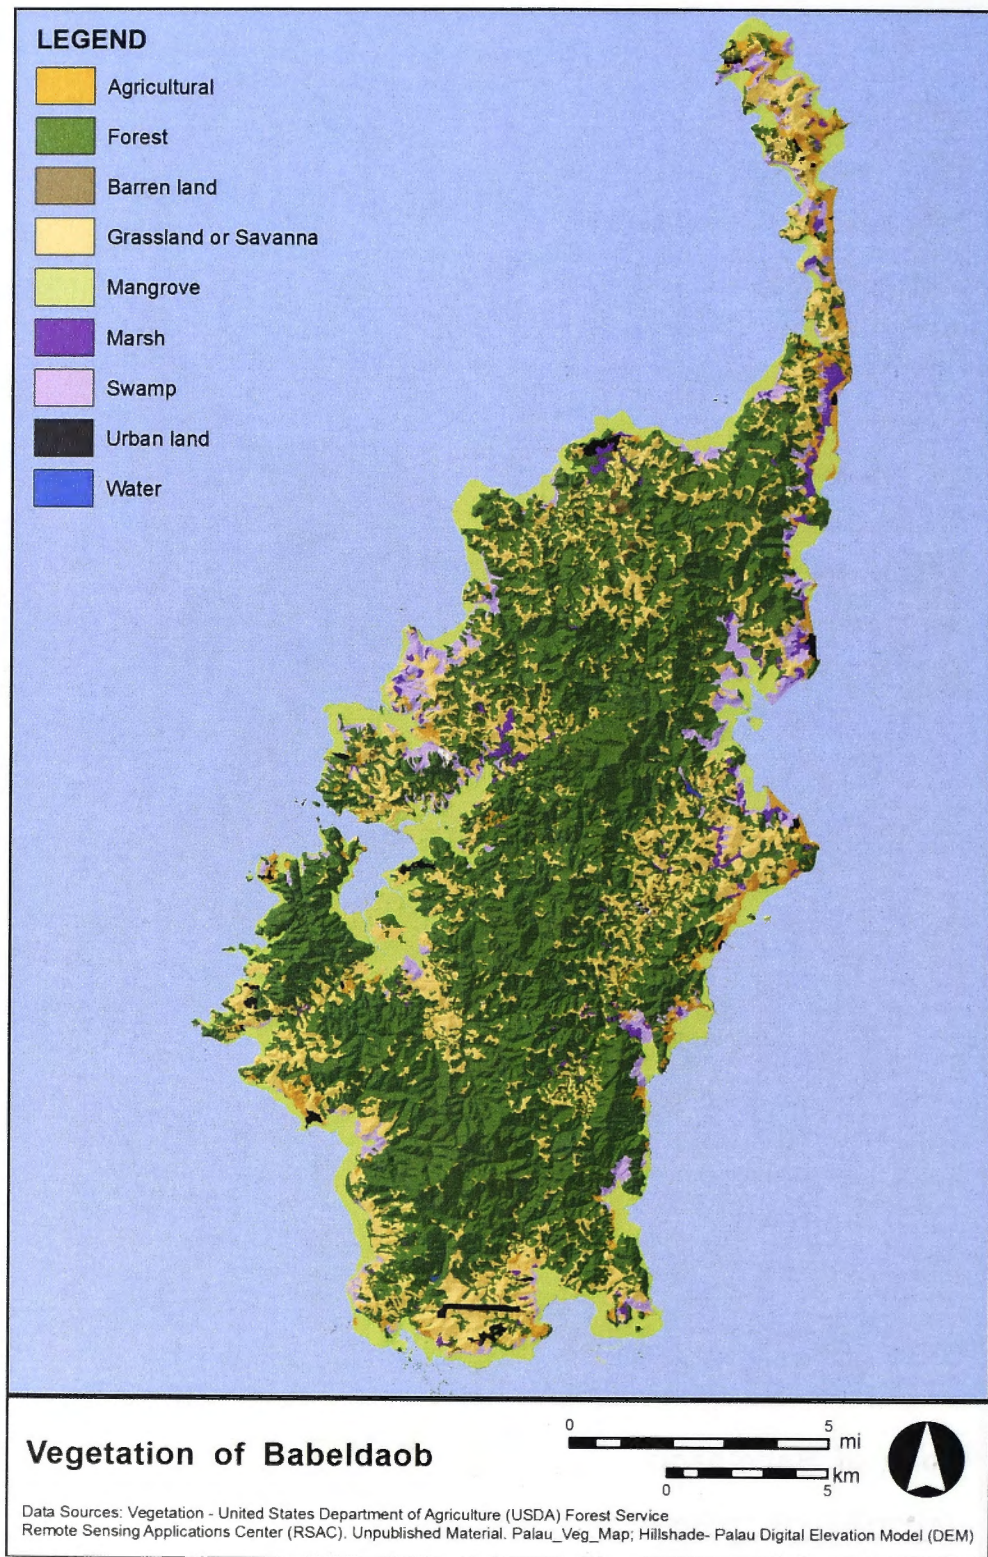 LEGEND
Agricultural
Forest
Barren land
Grassland or Savanna
Mangrove
Marsh
Swamp
Urban land
Water
Vegetation of Babeldaob
0 5 mi
0 5 km
Data Sources: Vegetation - United States Department of Agriculture (USDA) Forest Service
Remote Sensing Applications Center (RSAC). Unpublished Material. Palau_Veg_Map; Hillshade- Palau Digital Elevation Model (DEM)